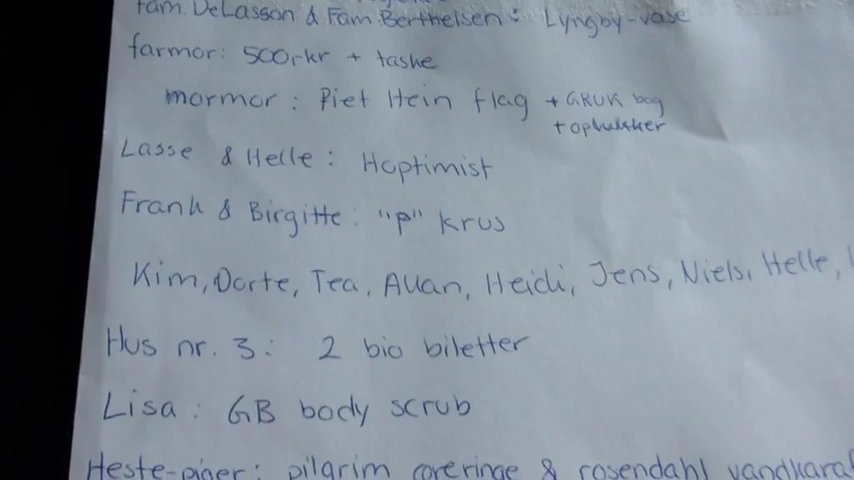 fam. DeLasson & Fam. Berthelsen: Lyngby-vase
farmor: 500,-kr + taske
mormor: Piet Hein flag + GRUK bog
+ oplukker
Lasse & Helle: Hoptimist
Frank & Birgitte: "P" krus
Kim, Dorte, Tea, Allan, Heidi, Jens, Niels, Helle,
Hus nr. 3: 2 bio biletter
Lisa: GB body scrub
Heste-piger: pilgrim øreringe & rosendahl